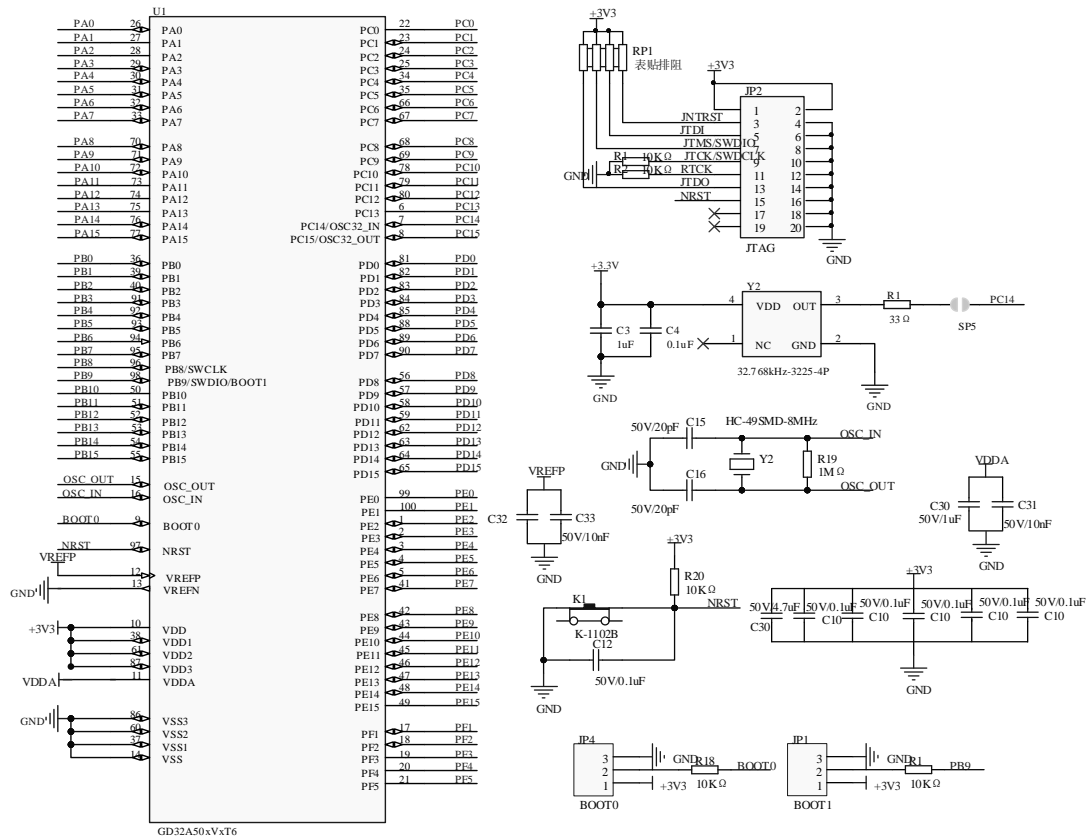 U1
PA0 26 PA0 PC0 22 PC0
PA1 27 PA1 PC1 23 PC1
PA2 28 PA2 PC2 24 PC2
PA3 29 PA3 PC3 25 PC3
PA4 30 PA4 PC4 34 PC4
PA5 31 PA5 PC5 35 PC5
PA6 32 PA6 PC6 66 PC6
PA7 33 PA7 PC7 67 PC7
PA8 70 PA8 PC8 68 PC8
PA9 71 PA9 PC9 69 PC9
PA10 72 PA10 PC10 78 PC10
PA11 73 PA11 PC11 79 PC11
PA12 74 PA12 PC12 80 PC12
PA13 75 PA13 PC13 6 PC13
PA14 76 PA14 PC14/OSC32_IN 7 PC14
PA15 77 PA15 PC15/OSC32_OUT 8 PC15
PB0 36 PB0 PD0 81 PD0
PB1 39 PB1 PD1 82 PD1
PB2 40 PB2 PD2 83 PD2
PB3 91 PB3 PD3 84 PD3
PB4 92 PB4 PD4 85 PD4
PB5 93 PB5 PD5 88 PD5
PB6 94 PB6 PD6 89 PD6
PB7 95 PB7 PD7 90 PD7
PB8 96 PB8/SWCLK
PB9 98 PB9/SWDIO/BOOT1 PD8 56 PD8
PB10 50 PB10 PD9 57 PD9
PB11 51 PB11 PD10 58 PD10
PB12 52 PB12 PD11 59 PD11
PB13 53 PB13 PD12 62 PD12
PB14 54 PB14 PD13 63 PD13
PB15 55 PB15 PD14 64 PD14
PD15 65 PD15
OSC_OUT 15 OSC_OUT
OSC_IN 16 OSC_IN PE0 99 PE0
PE1 100 PE1
BOOT0 9 BOOT0 PE2 1 PE2
PE3 2 PE3
NRST 97 NRST PE4 3 PE4
VREFP PE5 4 PE5
12 VREFP PE6 5 PE6
GND 13 VREFN PE7 41 PE7
PE8 42 PE8
+3V3 10 VDD PE9 43 PE9
38 VDD1 PE10 44 PE10
61 VDD2 PE11 45 PE11
87 VDD3 PE12 46 PE12
VDDA 11 VDDA PE13 47 PE13
PE14 48 PE14
PE15 49 PE15
GND 86 VSS3
60 VSS2 PF1 17 PF1
37 VSS1 PF2 18 PF2
14 VSS PF3 19 PF3
PF4 20 PF4
PF5 21 PF5
GD32A50xVxT6
+3V3
RP1
表贴排阻
+3V3
JP2
1 2
JNTRST 3 4
JTDI 5 6
JTMS/SWDIO 7 8
R1 10KΩ JTCK/SWDCLK 9 10
GND R2 10KΩ RTCK 11 12
JTDO 13 14
NRST 15 16
17 18
19 20
JTAG
GND
+3.3V
Y2
4 VDD OUT 3 R1 PC14
33Ω SP5
C3 C4
1uF 0.1uF
1 NC GND 2
32.768kHz-3225-4P
GND GND
50V/20pF C15 HC-49SMD-8MHz OSC_IN
GND Y2 R19
1MΩ
C16 OSC_OUT
50V/20pF
VREFP
C32 C33
50V/10nF
GND
VDDA
C30 C31
50V/1uF 50V/10nF
GND
+3V3
R20
10KΩ
K1 NRST
K-1102B
C12
50V/0.1uF
GND
+3V3
50V/4.7uF 50V/0.1uF 50V/0.1uF 50V/0.1uF 50V/0.1uF
C30 C10 C10 C10 C10 C10
GND
JP4
3 GND
2 R18 BOOT0
1 +3V3 10KΩ
BOOT0
JP1
3 GND
2 R1 PB9
1 +3V3 10KΩ
BOOT1